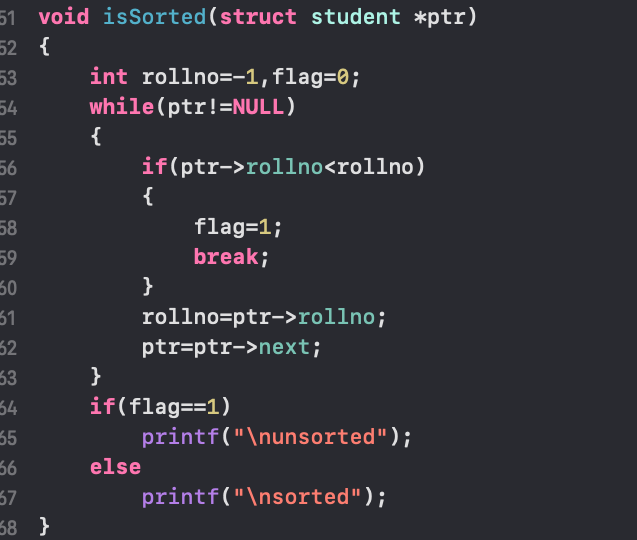 51 void isSorted(struct student *ptr)
52 {
53     int rollno=-1,flag=0;
54     while(ptr!=NULL)
55     {
56         if(ptr->rollno<rollno)
57         {
58             flag=1;
59             break;
60         }
61         rollno=ptr->rollno;
62         ptr=ptr->next;
63     }
64     if(flag==1)
65         printf("\nunsorted");
66     else
67         printf("\nsorted");
68 }